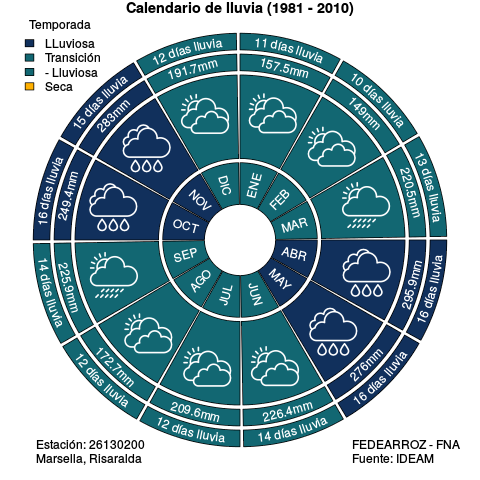 Calendario de lluvia (1981 - 2010)
Temporada
LLuviosa
Transición
- Lluviosa
Seca
11 días lluvia
157.5mm
ENE
10 días lluvia
149mm
FEB
13 días lluvia
220.5mm
MAR
16 días lluvia
295.9mm
ABR
16 días lluvia
276mm
MAY
14 días lluvia
226.4mm
JUN
12 días lluvia
209.6mm
JUL
12 días lluvia
172.7mm
AGO
14 días lluvia
225.9mm
SEP
16 días lluvia
249.4mm
OCT
15 días lluvia
283mm
NOV
12 días lluvia
191.7mm
DIC
Estación: 26130200
Marsella, Risaralda
FEDEARROZ - FNA
Fuente: IDEAM